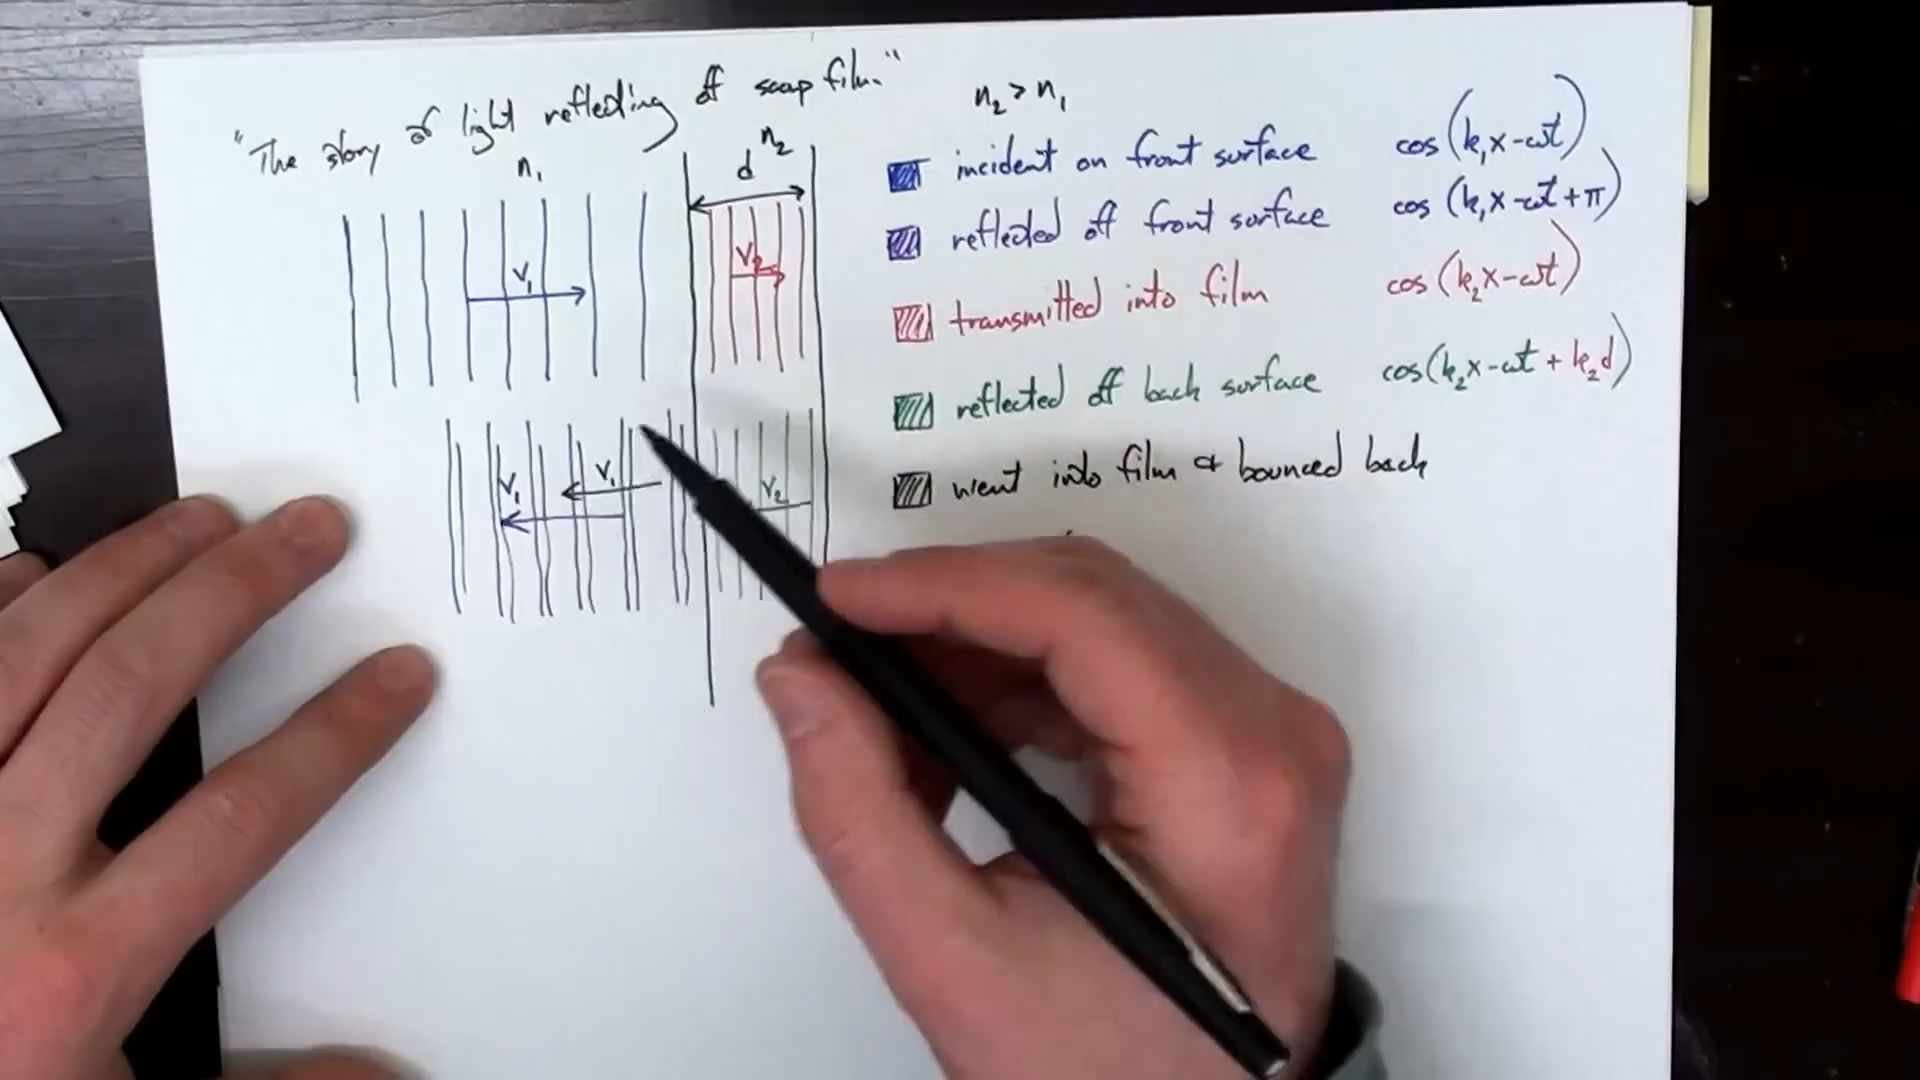 "The story of light reflecting off soap film."
n₁
n₂
d
V₁
V₂
V₁
V₁
V₂
n₂ > n₁
incident on front surface cos(k₁x-ωt)
reflected off front surface cos(k₁x-ωt+π)
transmitted into film cos(k₂x-ωt)
reflected off back surface cos(k₂x-ωt+k₂d)
went into film & bounced back